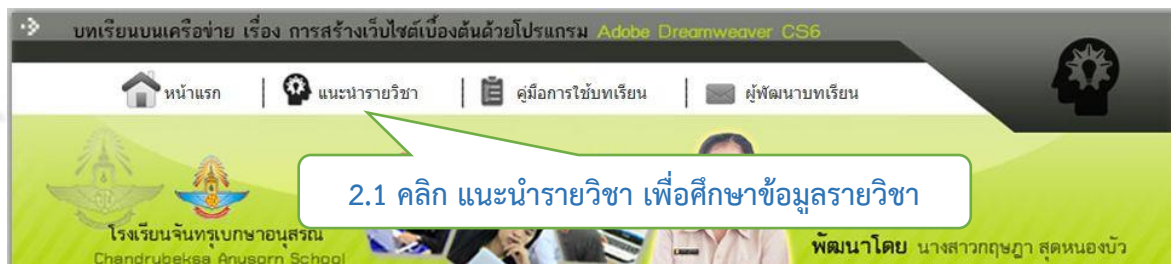 บทเรียนบนเครือข่าย เรื่อง การสร้างเว็บไซต์เบื้องต้นด้วยโปรแกรม Adobe Dreamweaver CS6
หน้าแรก | แนะนำรายวิชา | คู่มือการใช้บทเรียน | ผู้พัฒนาบทเรียน
2.1 คลิก แนะนำรายวิชา เพื่อศึกษาข้อมูลรายวิชา
โรงเรียนจันทรุเบกษาอนุสรณ์
Chandrubeksa Anusorn School
พัฒนาโดย นางสาวกฤษฎา สุดหนองบัว